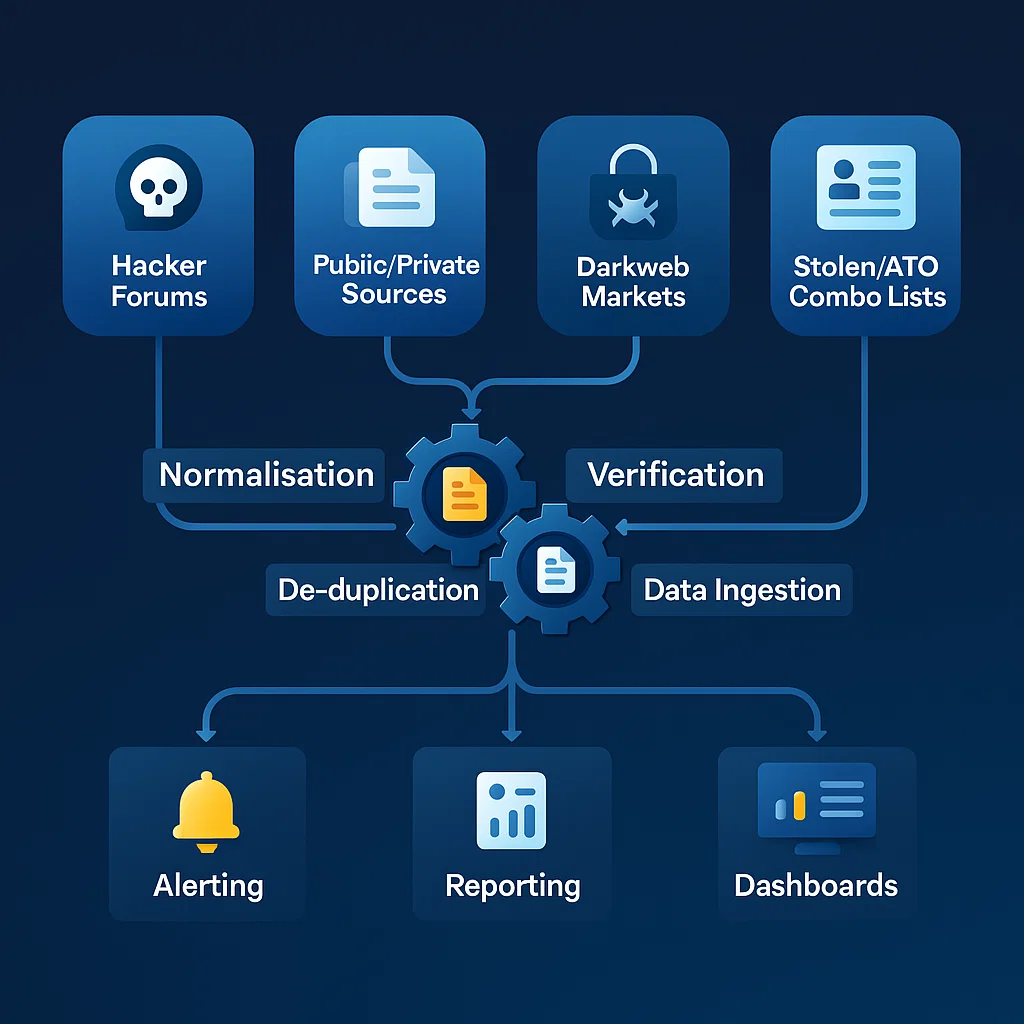 Hacker
Forums
Pubiic/Private
Sources
Darkweb
Markets
Stolen/ATO
Combo Lists
Normalisation
Verification
De-duplication
Data Ingestion
Alerting
Reporting
Dashboards